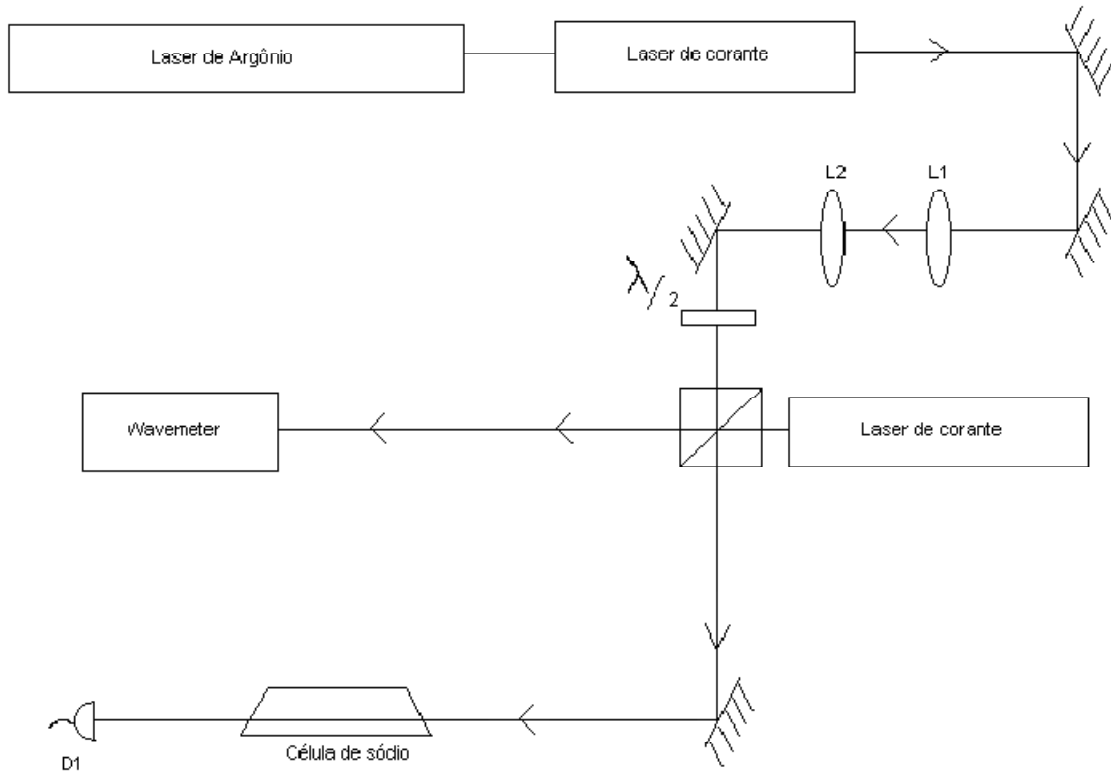 Laser de Argônio
Laser de corante
L2
L1
λ/2
Wavemeter
Laser de corante
Célula de sódio
D1